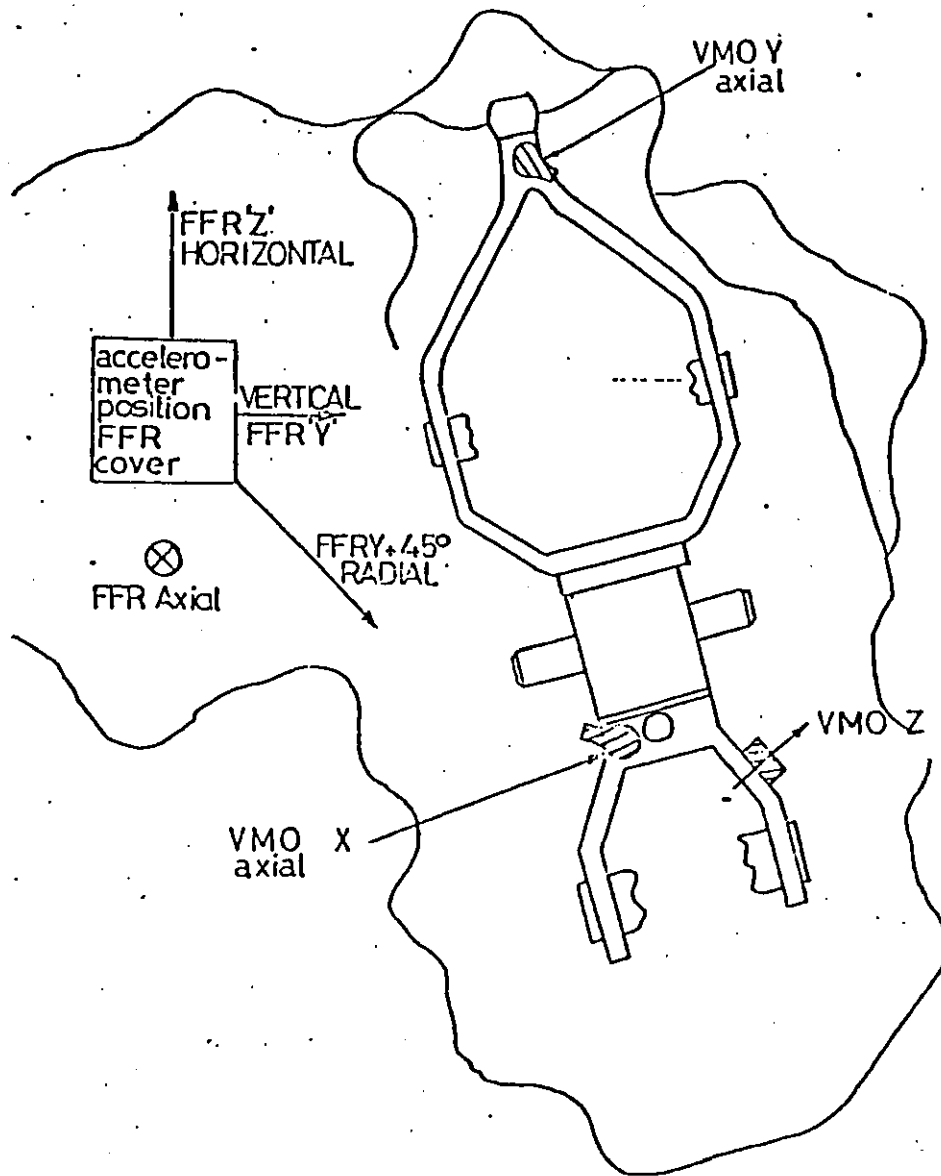 VMO Y
axial
FFR'Z'
HORIZONTAL
accelero-
meter
position
FFR
cover
VERTICAL
FFR'Y'
FFRY+45°
RADIAL
FFR Axial
VMO Z
VMO X
axial